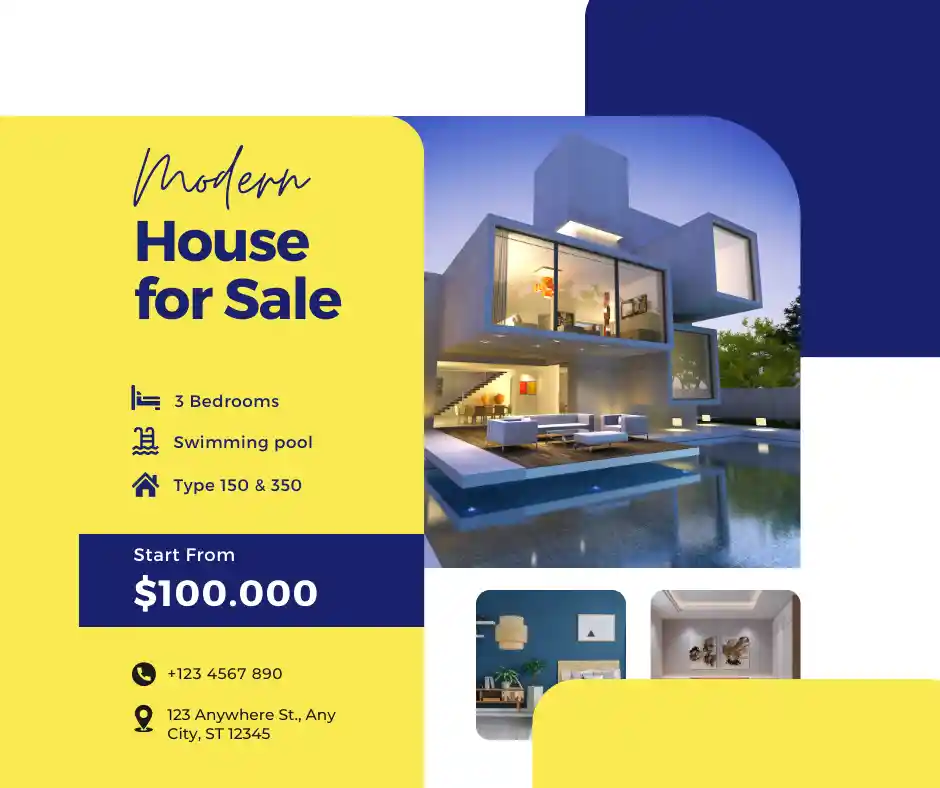 Modern
House
for Sale
3 Bedrooms
Swimming pool
Type 150 & 350
Start From
$100.000
+123 4567 890
123 Anywhere St., Any
City, ST 12345